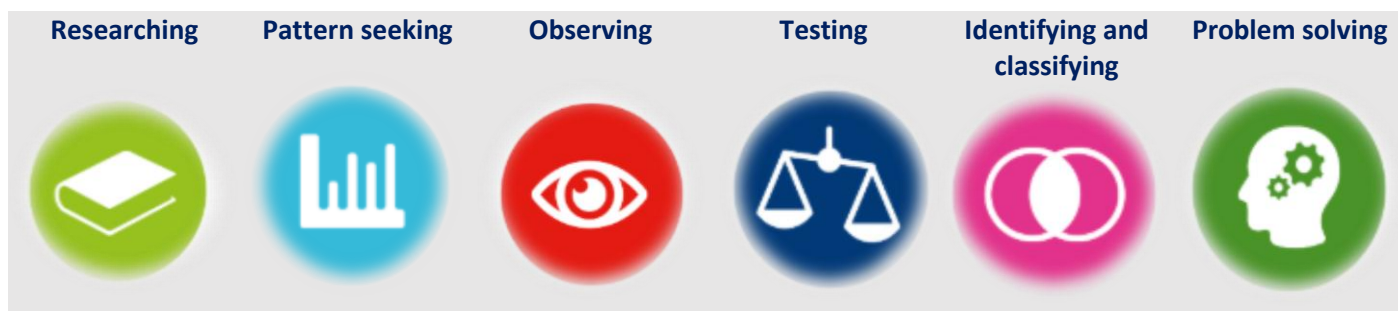 Researching
Pattern seeking
Observing
Testing
Identifying and
classifying
Problem solving